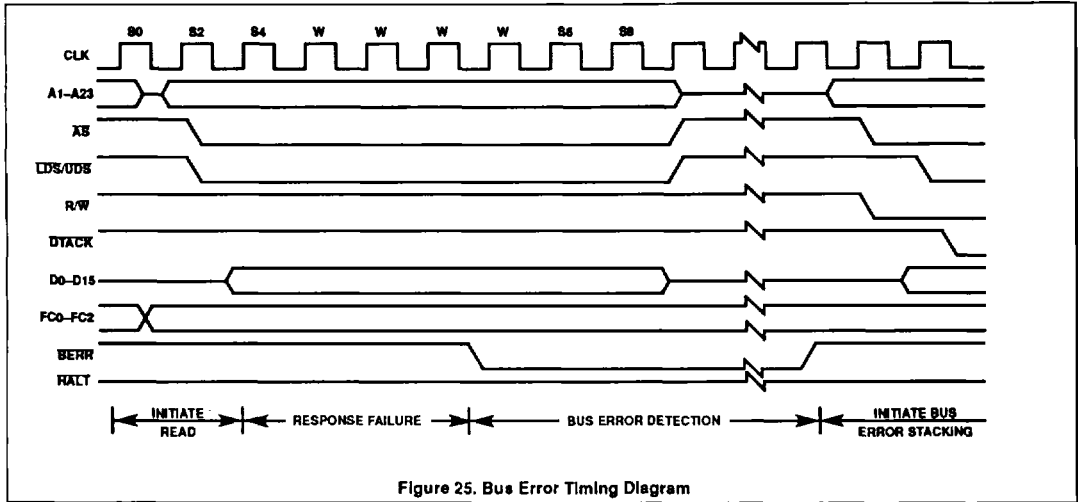 S0 S2 S4 W W W W S6 S8
CLK
A1–A23
AS
LDS/UDS
R/W
DTACK
D0–D15
FC0–FC2
BERR
HALT
INITIATE READ
RESPONSE FAILURE
BUS ERROR DETECTION
INITIATE BUS ERROR STACKING
Figure 25. Bus Error Timing Diagram